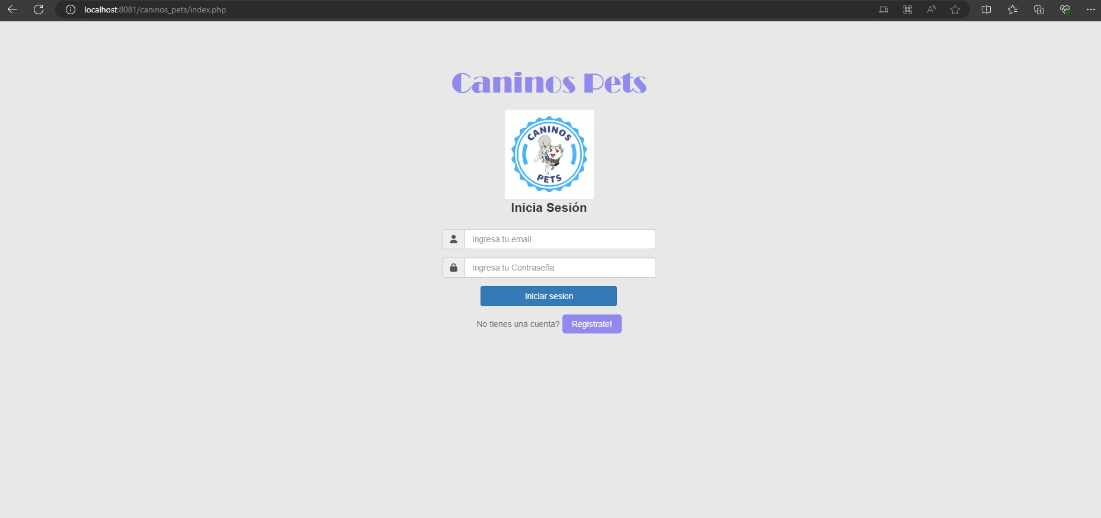 localhost:8081/caninos_pets/index.php
Caninos Pets
CANINOS
PETS
Inicia Sesión
Ingresa tu email
Ingresa tu Contraseña
Iniciar sesion
No tienes una cuenta? Registrate!